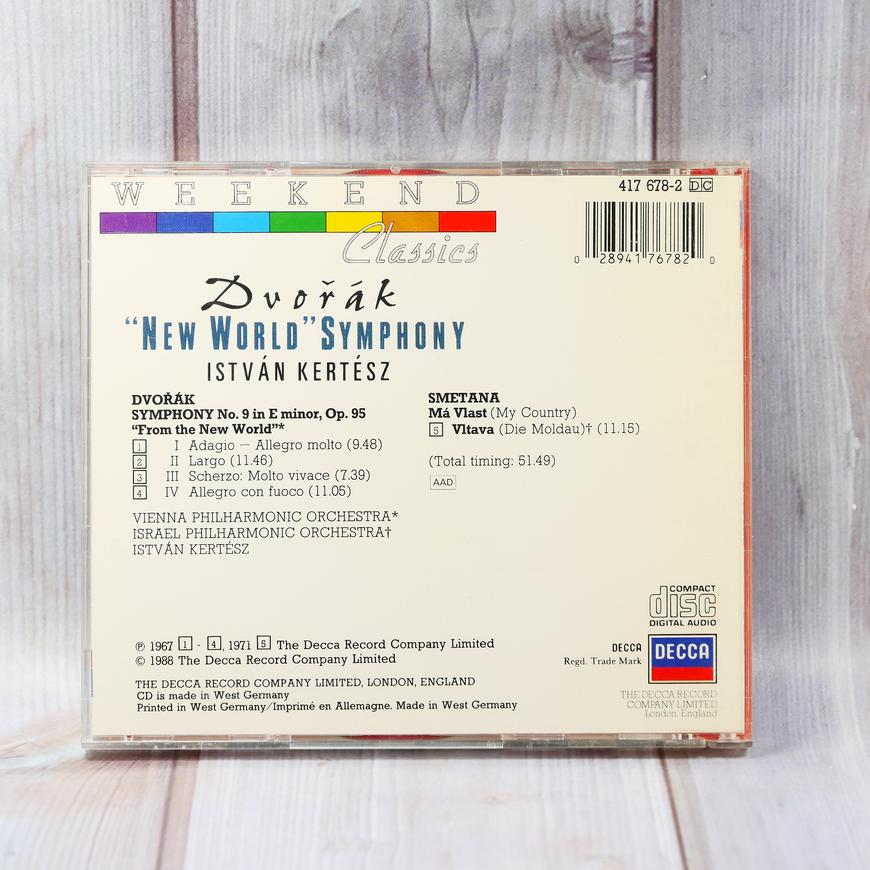 WEEKEND
Classics
417 678-2 DC
0 28941 76782 0
Dvořák
“NEW WORLD” SYMPHONY
ISTVÁN KERTÉSZ
DVOŘÁK
SYMPHONY No. 9 in E minor, Op. 95
“From the New World”*
1 I Adagio – Allegro molto (9.48)
2 II Largo (11.46)
3 III Scherzo: Molto vivace (7.39)
4 IV Allegro con fuoco (11.05)
VIENNA PHILHARMONIC ORCHESTRA*
ISRAEL PHILHARMONIC ORCHESTRA†
ISTVÁN KERTÉSZ
SMETANA
Má Vlast (My Country)
5 Vltava (Die Moldau)† (11.15)
(Total timing: 51.49)
AAD
℗ 1967 1 - 4, 1971 5 The Decca Record Company Limited
© 1988 The Decca Record Company Limited
THE DECCA RECORD COMPANY LIMITED, LONDON, ENGLAND
CD is made in West Germany
Printed in West Germany/Imprimé en Allemagne. Made in West Germany
COMPACT
disc
DIGITAL AUDIO
DECCA
Regd. Trade Mark
DECCA
THE DECCA RECORD
COMPANY LIMITED
London, England